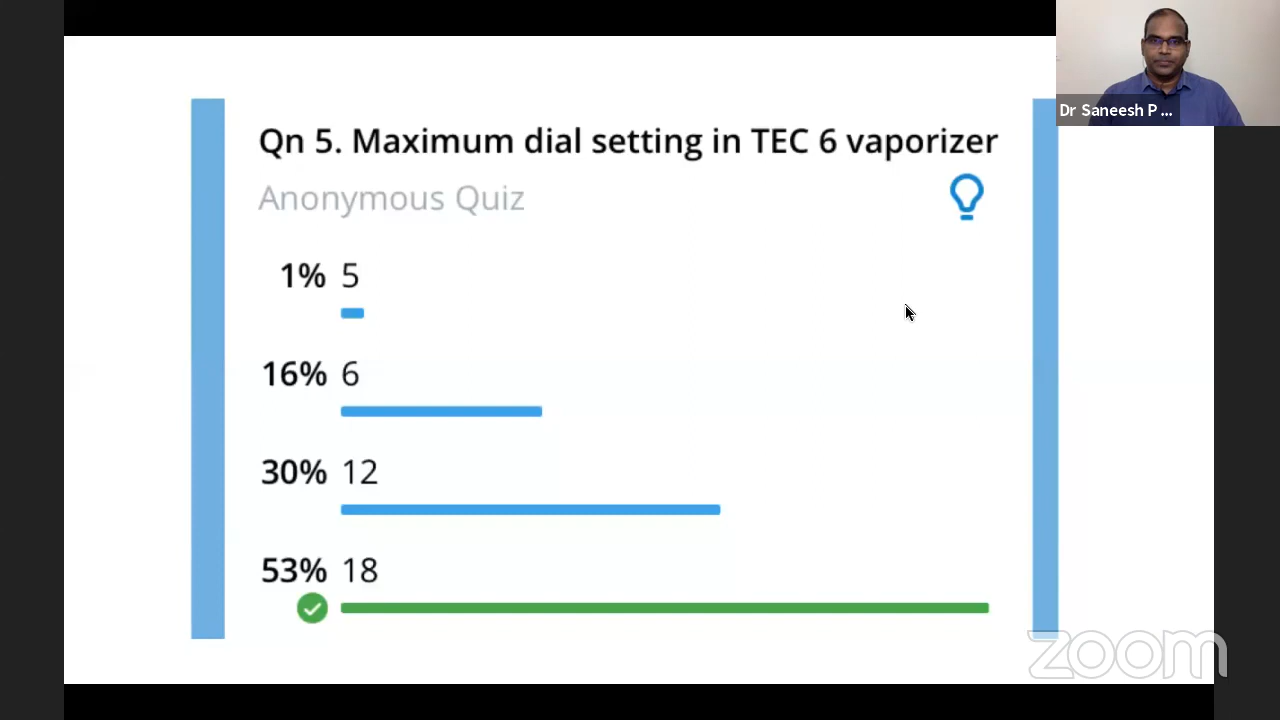 Qn 5. Maximum dial setting in TEC 6 vaporizer
Anonymous Quiz
1% 5
16% 6
30% 12
53% 18
Dr Saneesh P ...
zoom